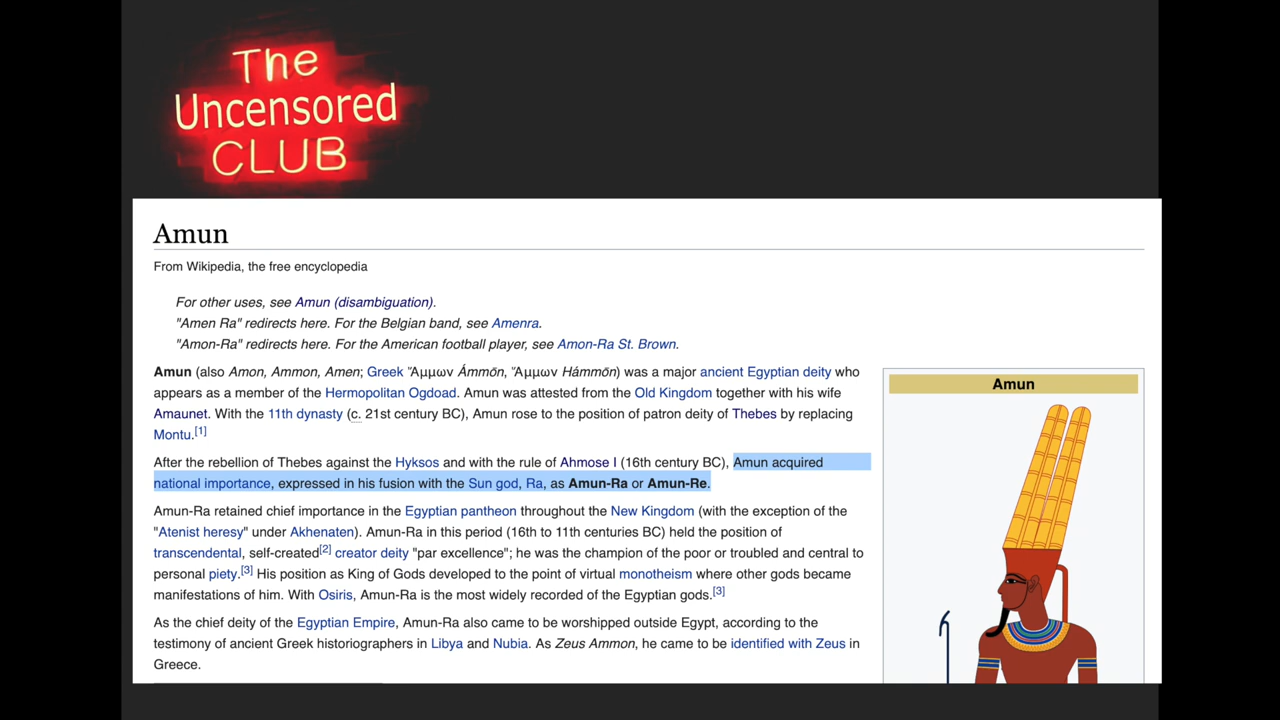 The
Uncensored
CLUB
Amun
From Wikipedia, the free encyclopedia
For other uses, see Amun (disambiguation).
"Amen Ra" redirects here. For the Belgian band, see Amenra.
"Amon-Ra" redirects here. For the American football player, see Amon-Ra St. Brown.
Amun (also Amon, Ammon, Amen; Greek Ἄμμων Ámmōn, Ἅμμων Hámmōn) was a major ancient Egyptian deity who
appears as a member of the Hermopolitan Ogdoad. Amun was attested from the Old Kingdom together with his wife
Amaunet. With the 11th dynasty (c. 21st century BC), Amun rose to the position of patron deity of Thebes by replacing
Montu.[1]
After the rebellion of Thebes against the Hyksos and with the rule of Ahmose I (16th century BC), Amun acquired
national importance, expressed in his fusion with the Sun god, Ra, as Amun-Ra or Amun-Re.
Amun-Ra retained chief importance in the Egyptian pantheon throughout the New Kingdom (with the exception of the
"Atenist heresy" under Akhenaten). Amun-Ra in this period (16th to 11th centuries BC) held the position of
transcendental, self-created[2] creator deity "par excellence"; he was the champion of the poor or troubled and central to
personal piety.[3] His position as King of Gods developed to the point of virtual monotheism where other gods became
manifestations of him. With Osiris, Amun-Ra is the most widely recorded of the Egyptian gods.[3]
As the chief deity of the Egyptian Empire, Amun-Ra also came to be worshipped outside Egypt, according to the
testimony of ancient Greek historiographers in Libya and Nubia. As Zeus Ammon, he came to be identified with Zeus in
Greece.
Amun